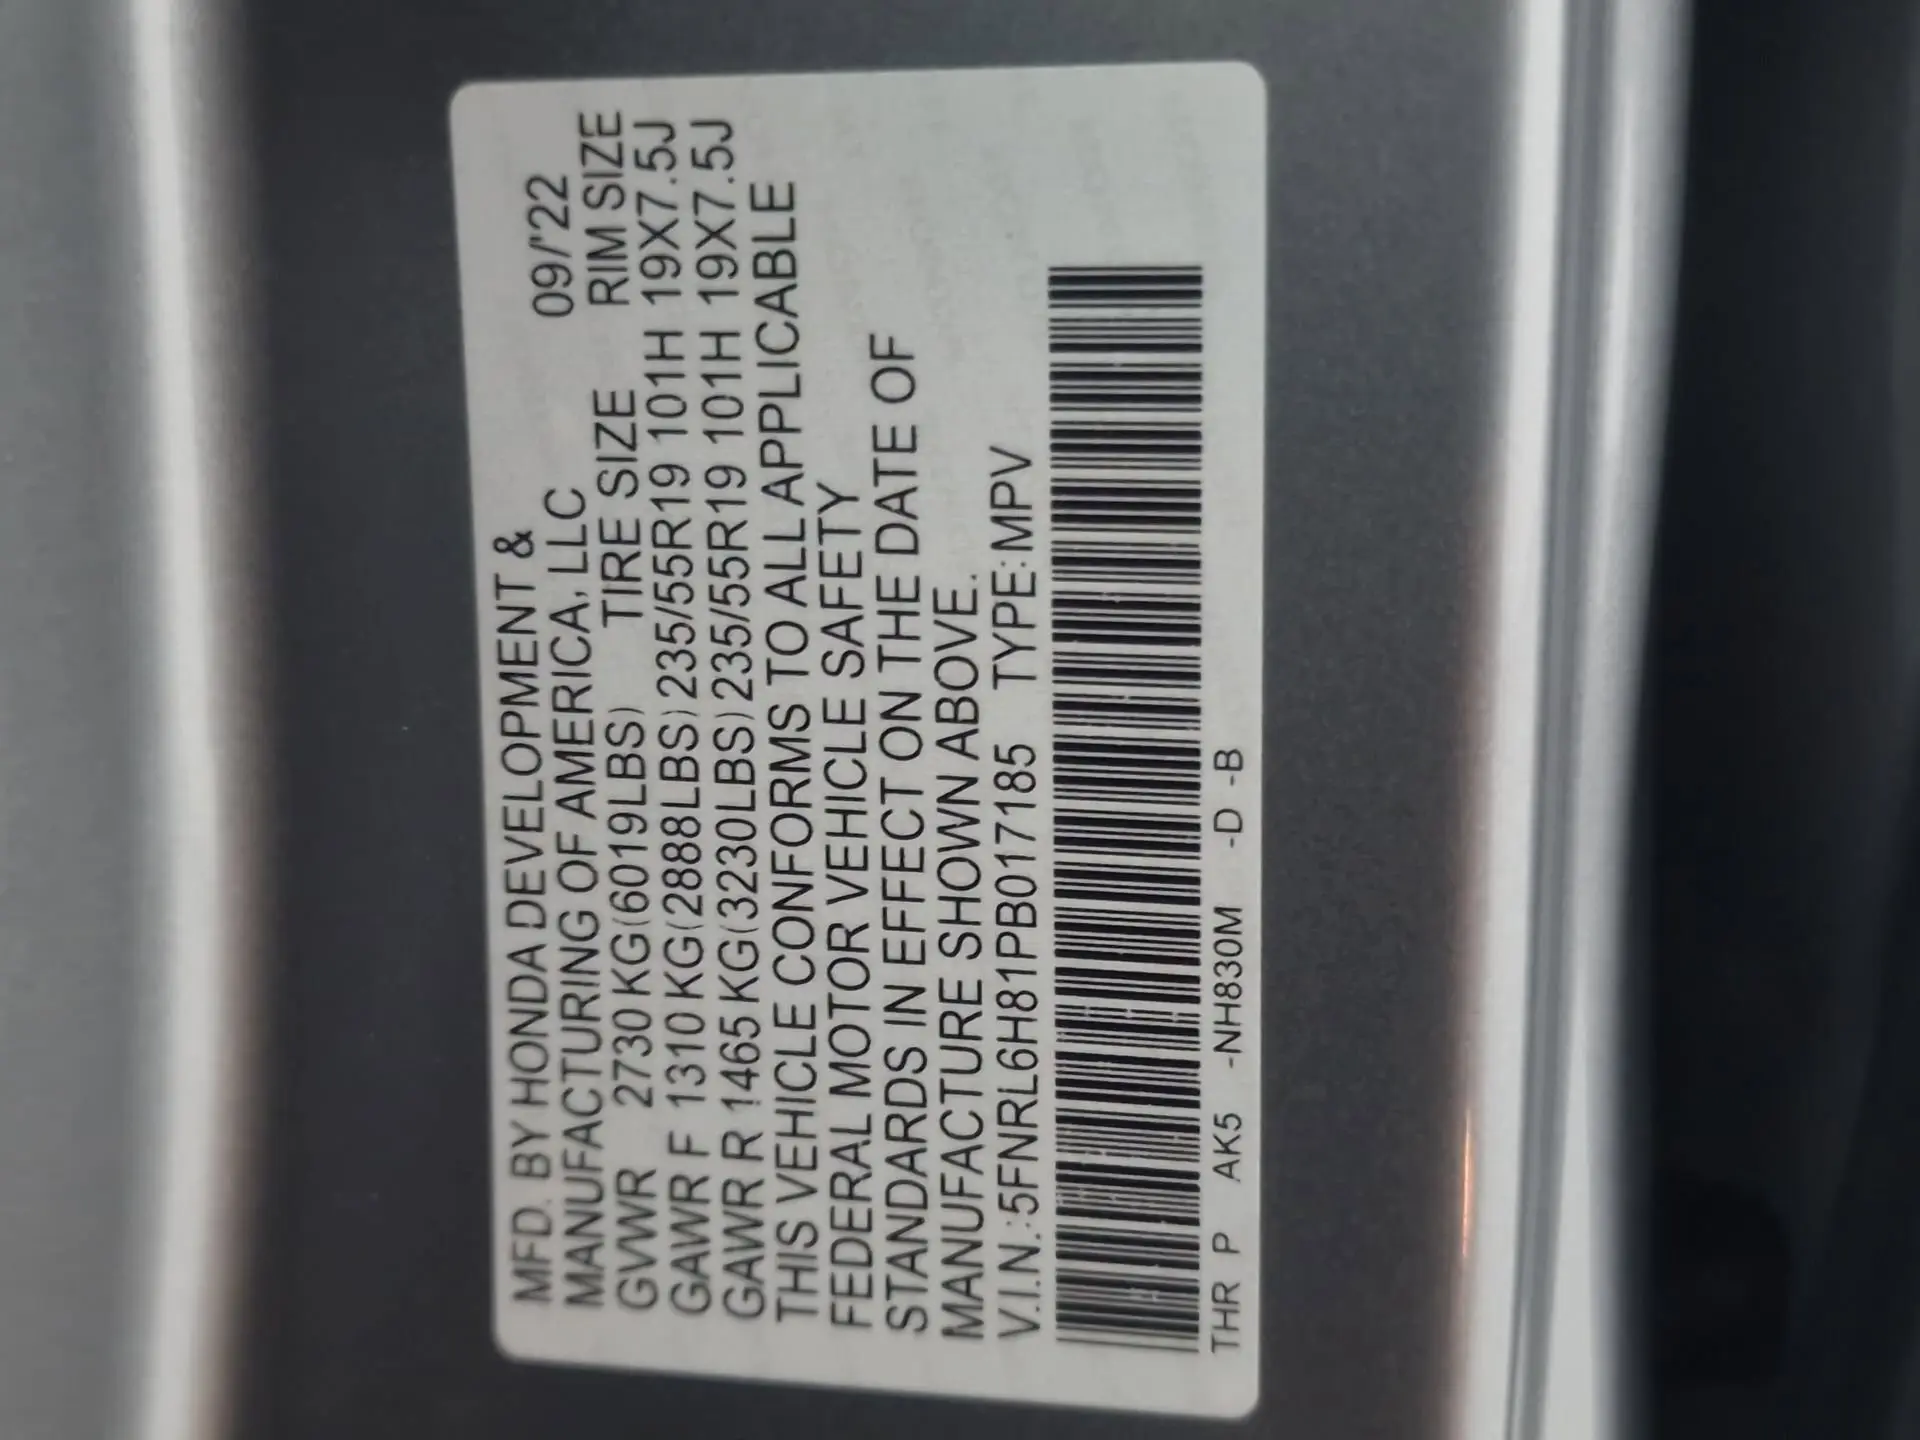 MFD. BY HONDA DEVELOPMENT &
MANUFACTURING OF AMERICA, LLC 09/'22
GVWR 2730 KG(6019LBS) TIRE SIZE RIM SIZE
GAWR F 1310 KG(2888LBS) 235/55R19 101H 19X7.5J
GAWR R 1465 KG(3230LBS) 235/55R19 101H 19X7.5J
THIS VEHICLE CONFORMS TO ALL APPLICABLE
FEDERAL MOTOR VEHICLE SAFETY
STANDARDS IN EFFECT ON THE DATE OF
MANUFACTURE SHOWN ABOVE.
V.I.N.:5FNRL6H81PB017185 TYPE:MPV
THR P AK5 -NH830M -D -B